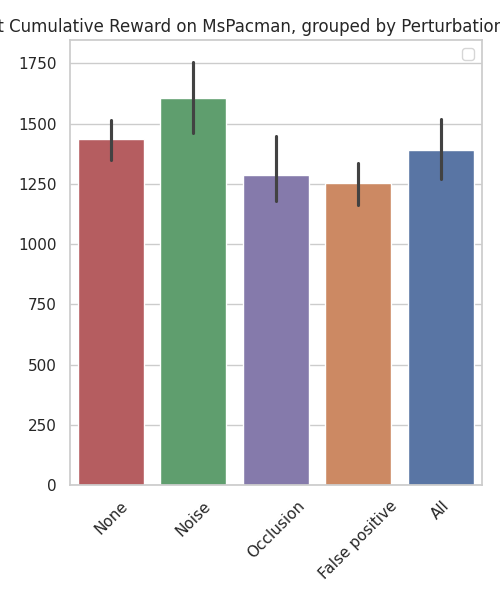 t Cumulative Reward on MsPacman, grouped by Perturbation
1750
1500
1250
1000
750
500
250
0
None
Noise
Occlusion
False positive
All